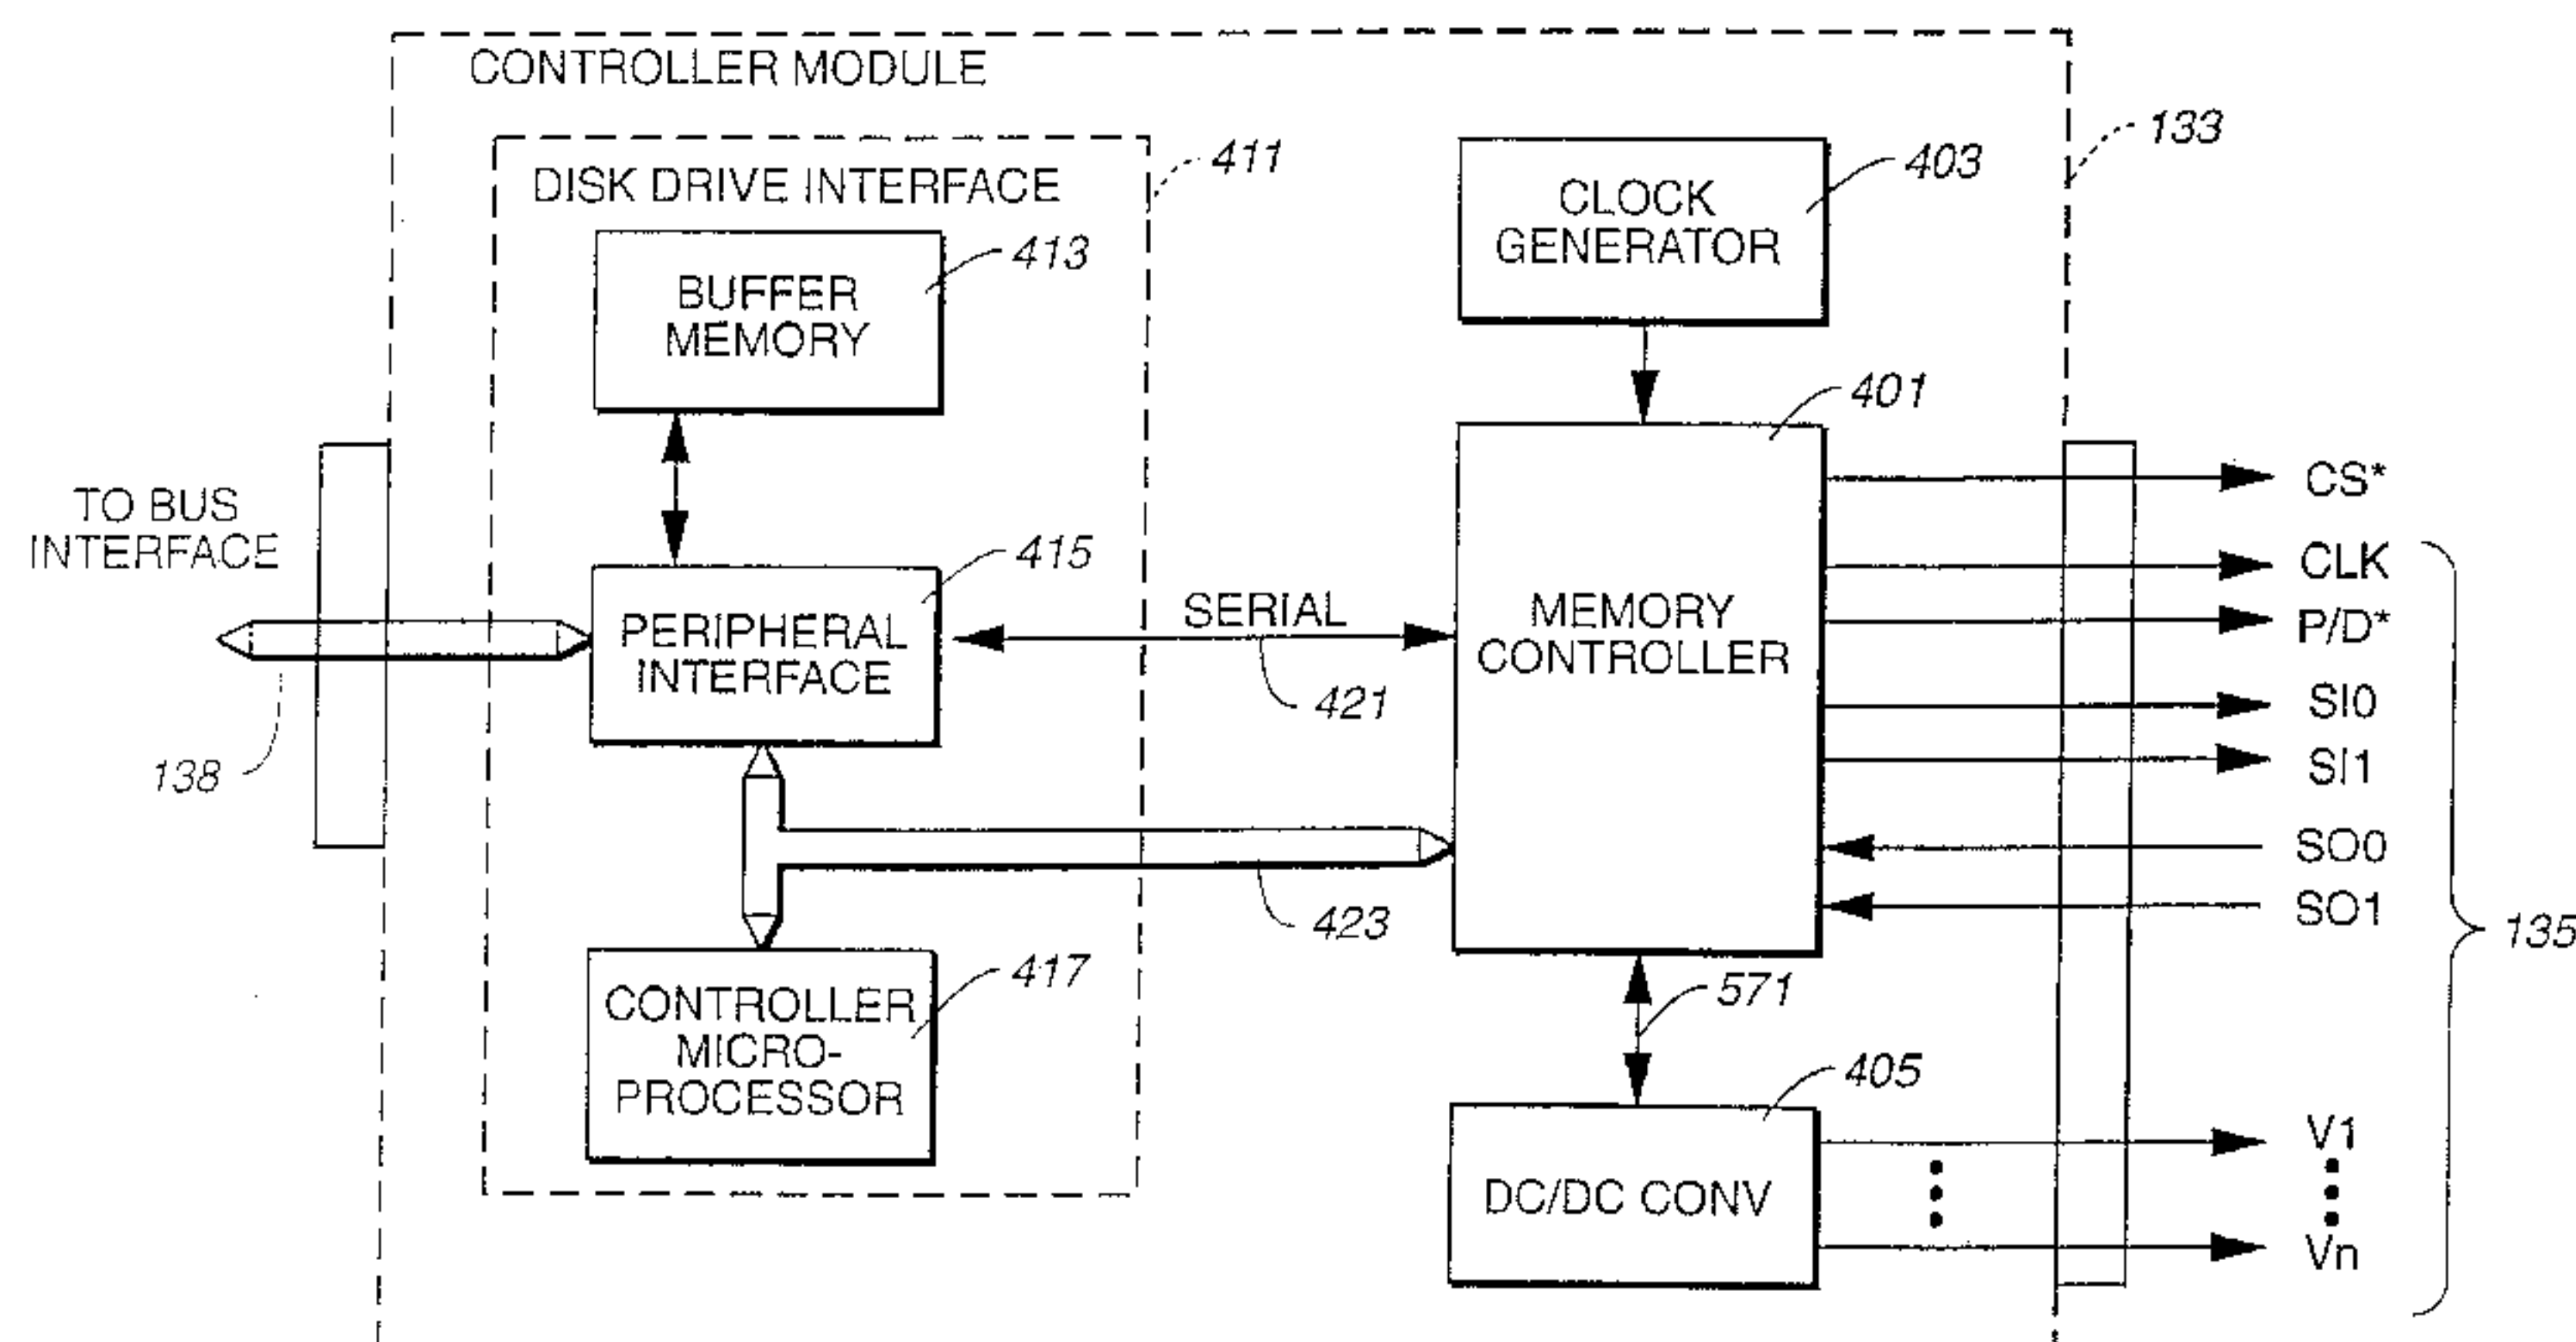 CONTROLLER MODULE
133
DISK DRIVE INTERFACE
411
BUFFER
MEMORY
413
CLOCK
GENERATOR
403
TO BUS
INTERFACE
138
PERIPHERAL
INTERFACE
415
SERIAL
421
MEMORY
CONTROLLER
401
423
CONTROLLER
MICRO-
PROCESSOR
417
571
DC/DC CONV
405
CS*
CLK
P/D*
SI0
SI1
SO0
SO1
V1
Vn
135